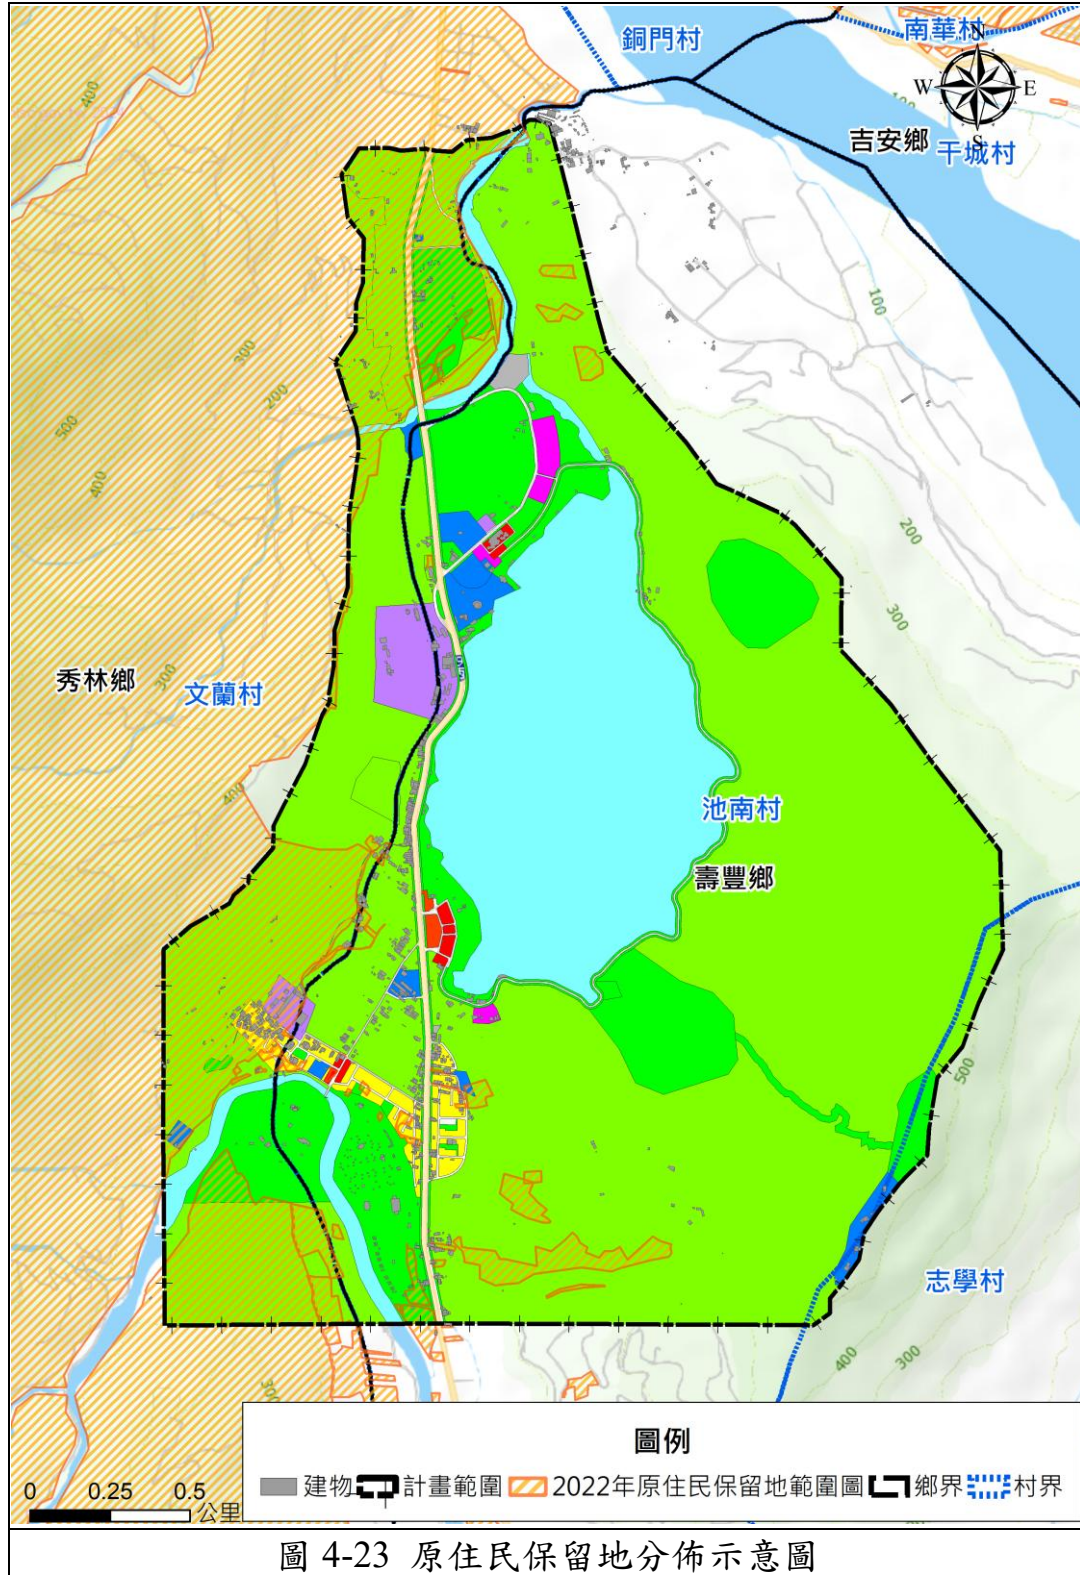 銅門村
南華村
N
W
E
S
400
100
吉安鄉
干城村
100
300
200
500
400
200
300
秀林鄉
300
文蘭村
400
池南村
壽豐鄉
500
志學村
400
300
300
圖例
建物
計畫範圍
2022年原住民保留地範圍圖
鄉界
村界
0 0.25 0.5
公里
圖 4-23 原住民保留地分佈示意圖